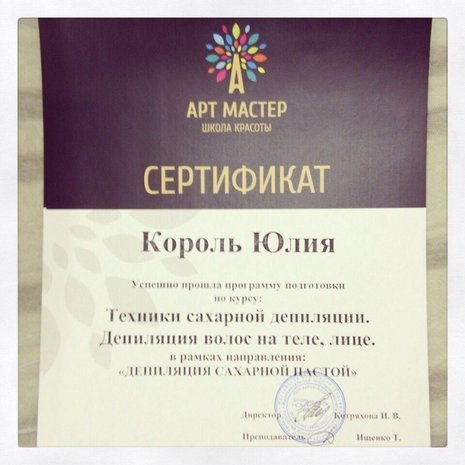 АРТ МАСТЕР
ШКОЛА КРАСОТЫ
СЕРТИФИКАТ
Король Юлия
Успешно прошла программу подготовки
по курсу:
Техники сахарной депиляции.
Депиляция волос на теле, лице.
в рамках направления:
«ДЕПИЛЯЦИЯ САХАРНОЙ ПАСТОЙ»
Директор Котряхова И. В.
Преподаватель Ищенко Т.